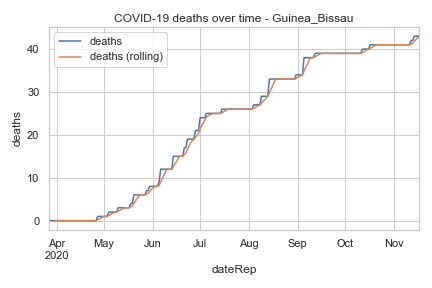 COVID-19 deaths over time - Guinea_Bissau
deaths
deaths (rolling)
40
30
20
10
0
deaths
Apr May Jun Jul Aug Sep Oct Nov
2020
dateRep